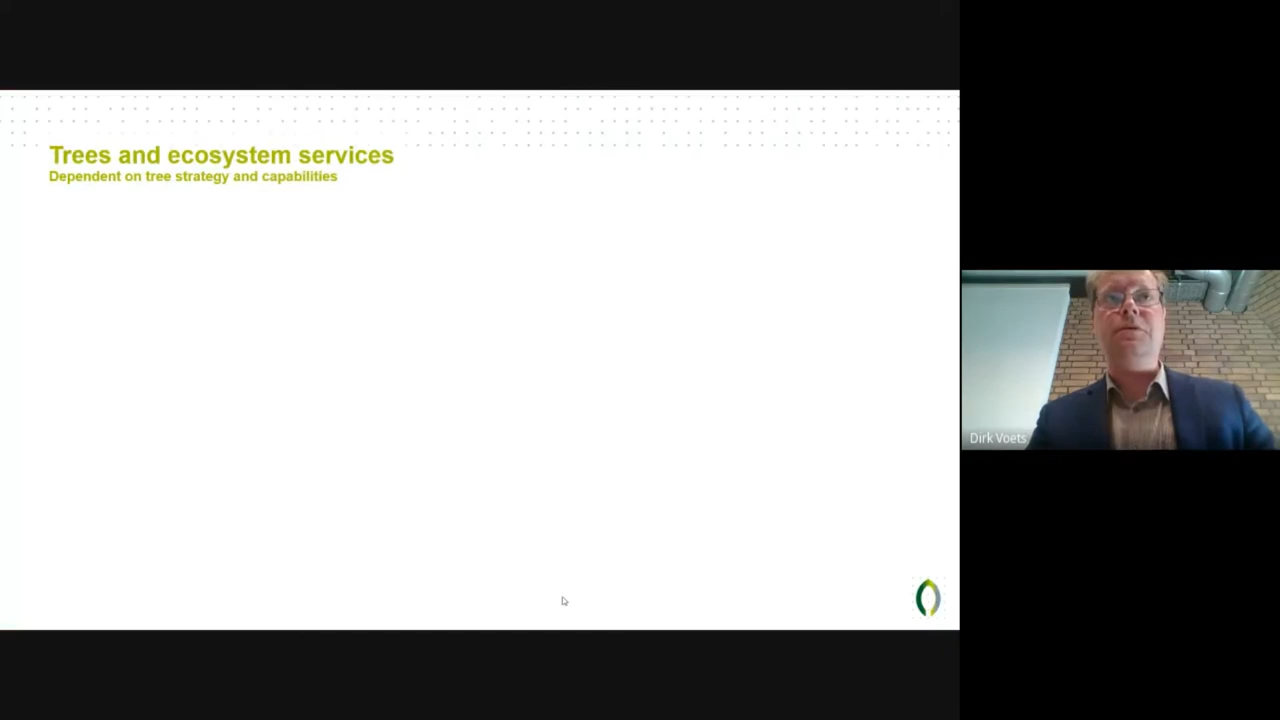 Trees and ecosystem services
Dependent on tree strategy and capabilities
Dirk Voets